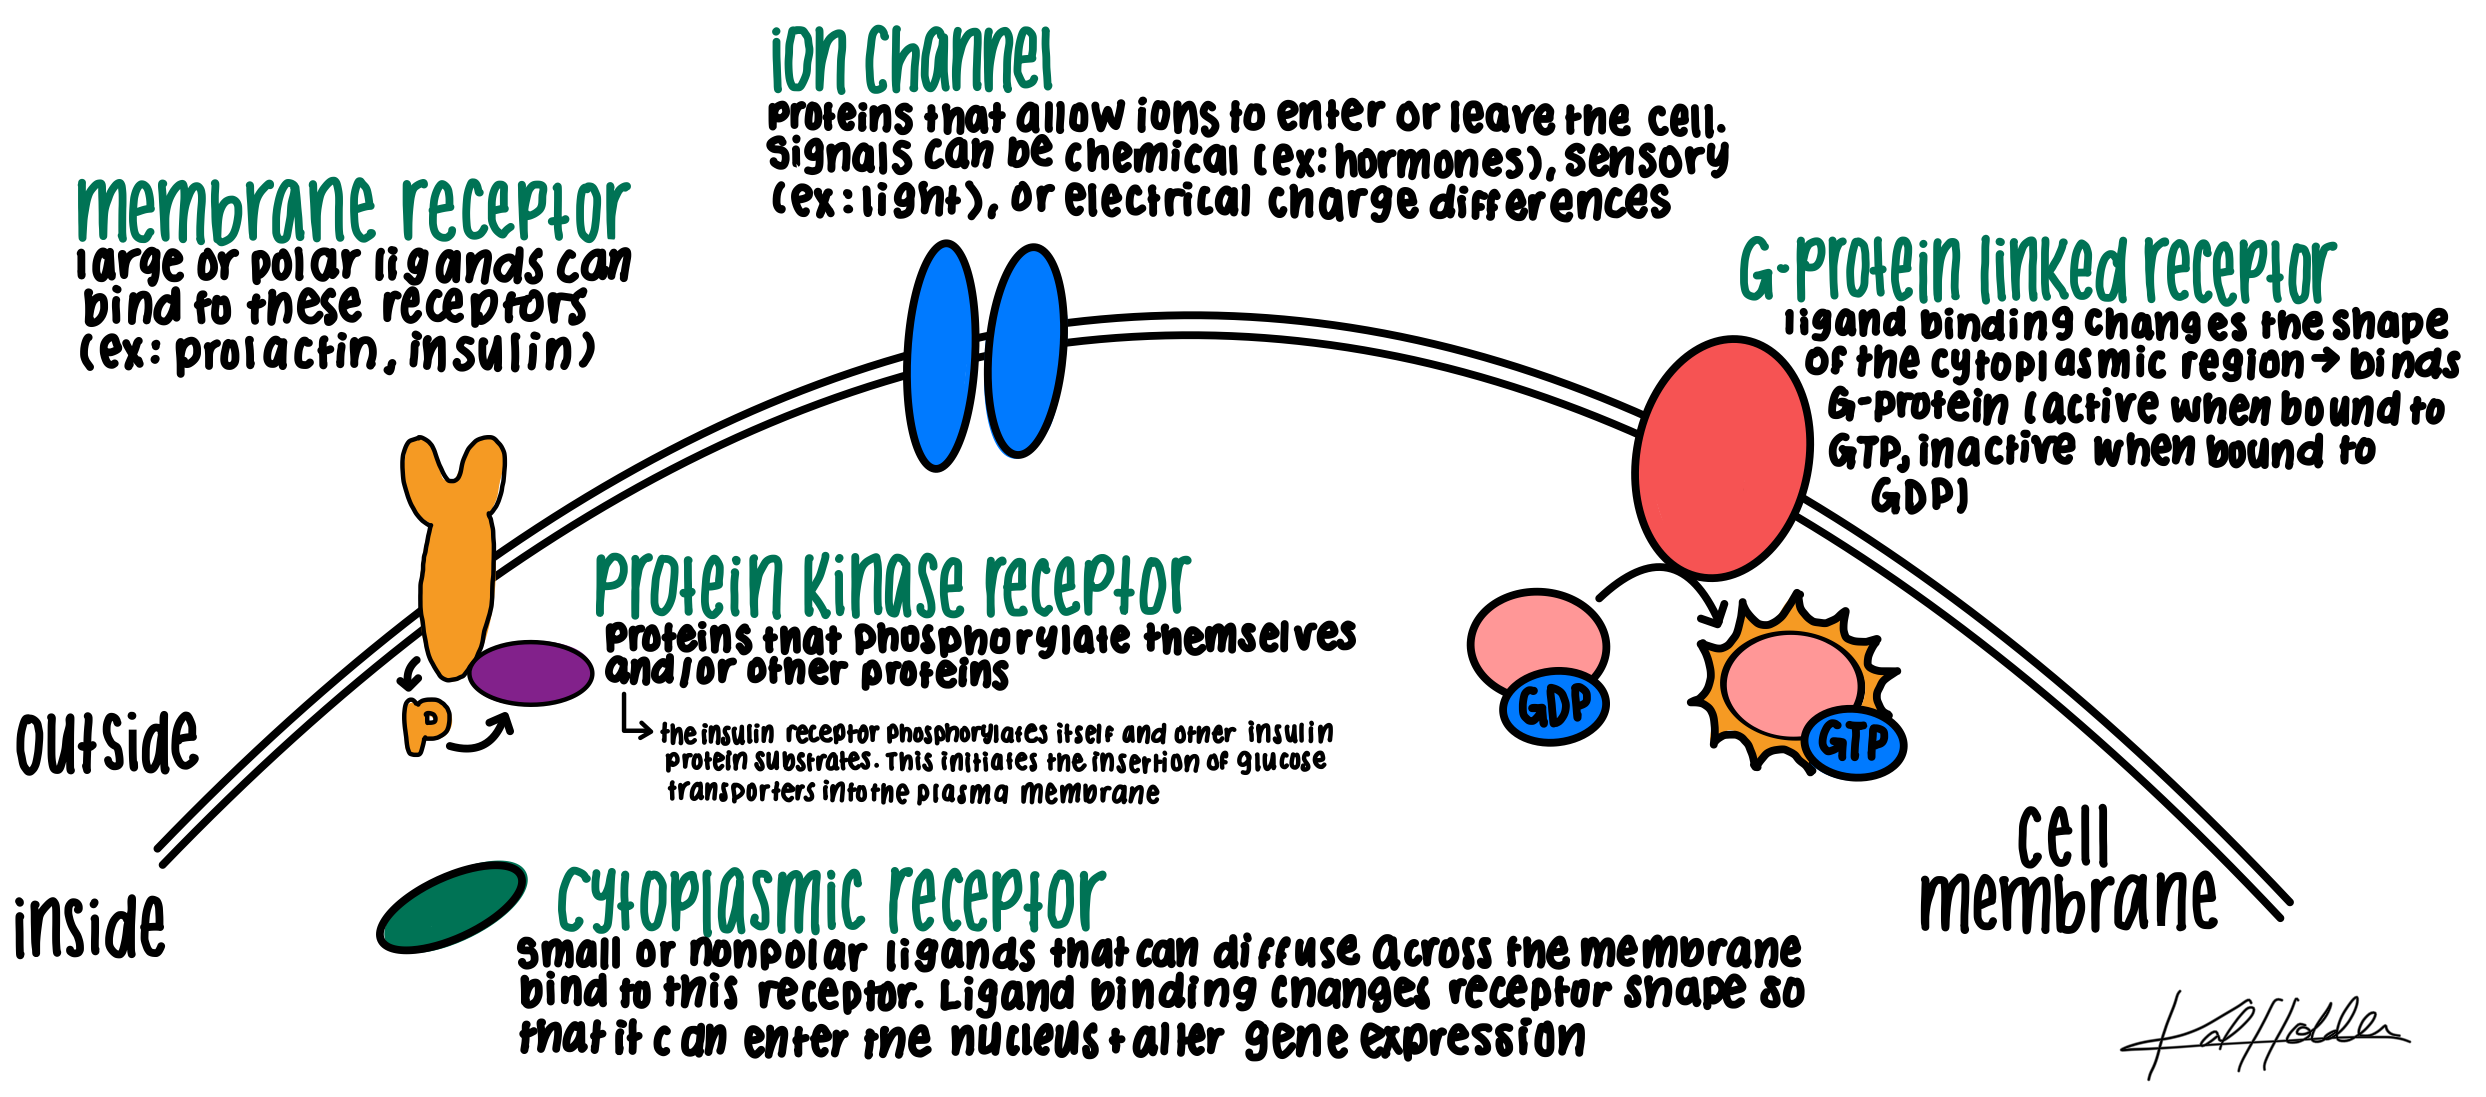 ion channel
proteins that allow ions to enter or leave the cell.
Signals can be chemical (ex: hormones), sensory
(ex: light), or electrical charge differences
membrane receptor
large or polar ligands can
bind to these receptors
(ex: prolactin, insulin)
G-protein linked receptor
ligand binding changes the shape
of the cytoplasmic region → binds
G-protein (active when bound to
GTP, inactive when bound to
GDP)
protein kinase receptor
proteins that phosphorylate themselves
and/or other proteins
the insulin receptor phosphorylates itself and other insulin
protein substrates. This initiates the insertion of glucose
transporters into the plasma membrane
P
GDP
GTP
outside
inside
cell
membrane
cytoplasmic receptor
small or nonpolar ligands that can diffuse across the membrane
bind to this receptor. Ligand binding changes receptor shape so
that it can enter the nucleus + alter gene expression
Kal Holder